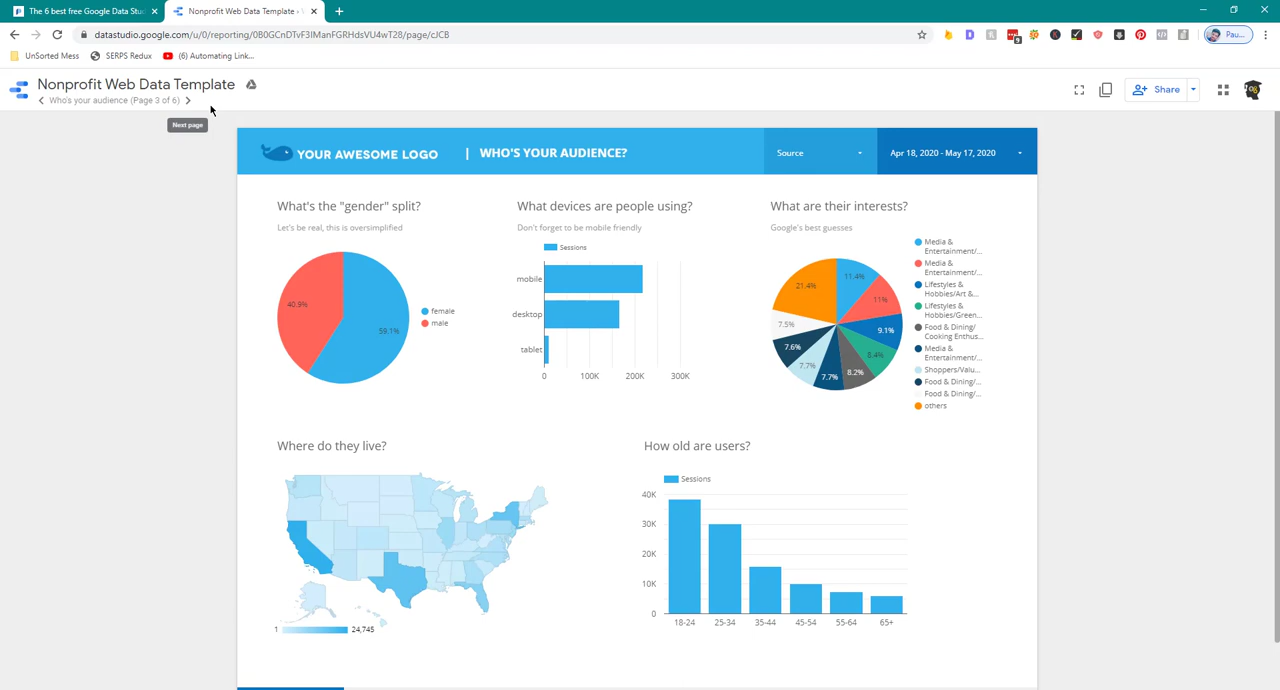 The 6 best free Google Data Stu
Nonprofit Web Data Template ›
datastudio.google.com/u/0/reporting/0B0GCnDTvF3IManFGRHdsVU4wT28/page/cJCB
Pau...
UnSorted Mess
SERPS Redux
(6) Automating Link...
Nonprofit Web Data Template
Who's your audience (Page 3 of 6)
Share
Next page
YOUR AWESOME LOGO
| WHO'S YOUR AUDIENCE?
Source
Apr 18, 2020 - May 17, 2020
What's the "gender" split?
Let's be real, this is oversimplified
40.9%
59.1%
female
male
What devices are people using?
Don't forget to be mobile friendly
Sessions
mobile
desktop
tablet
0 100K 200K 300K
What are their interests?
Google's best guesses
11.4%
11%
9.1%
8.4%
8.2%
7.7%
7.7%
7.6%
7.5%
21.4%
Media &
Entertainment/...
Media &
Entertainment/...
Lifestyles &
Hobbies/Art &...
Lifestyles &
Hobbies/Green...
Food & Dining/
Cooking Enthus...
Media &
Entertainment/...
Shoppers/Valu...
Food & Dining/...
Food & Dining/...
others
Where do they live?
1
24,745
How old are users?
Sessions
40K
30K
20K
10K
0
18-24 25-34 35-44 45-54 55-64 65+